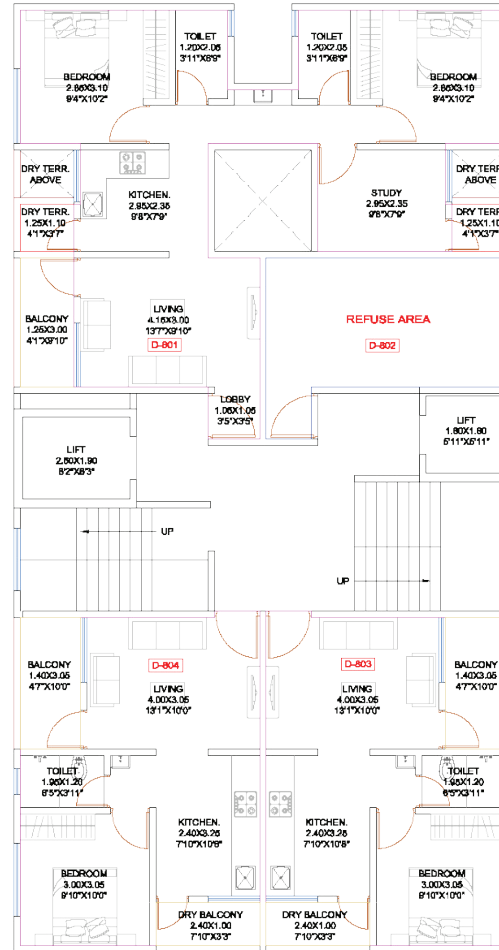 TOILET
1.20X2.05
3'11"X6'9"
TOILET
1.20X2.05
3'11"X6'9"
BEDROOM
2.85X3.10
9'4"X10'2"
BEDROOM
2.85X3.10
9'4"X10'2"
DRY TERR.
ABOVE
KITCHEN.
2.95X2.35
9'8"X7'9"
STUDY
2.95X2.35
9'8"X7'9"
DRY TERR.
ABOVE
DRY TERR.
1.25X1.10
4'1"X3'7"
DRY TERR.
1.25X1.10
4'1"X3'7"
BALCONY
1.25X3.00
4'1"X9'10"
LIVING
4.15X3.00
13'7"X9'10"
D-801
REFUSE AREA
D-802
LOBBY
1.05X1.05
3'5"X3'5"
LIFT
2.50X1.90
8'2"X6'3"
LIFT
1.80X1.80
5'11"X5'11"
UP
UP
BALCONY
1.40X3.05
4'7"X10'0"
D-804
LIVING
4.00X3.05
13'1"X10'0"
D-803
LIVING
4.00X3.05
13'1"X10'0"
BALCONY
1.40X3.05
4'7"X10'0"
TOILET
1.95X1.20
6'5"X3'11"
TOILET
1.95X1.20
6'5"X3'11"
KITCHEN.
2.40X3.25
7'10"X10'8"
KITCHEN.
2.40X3.25
7'10"X10'8"
BEDROOM
3.00X3.05
9'10"X10'0"
BEDROOM
3.00X3.05
9'10"X10'0"
DRY BALCONY
2.40X1.00
7'10"X3'3"
DRY BALCONY
2.40X1.00
7'10"X3'3"